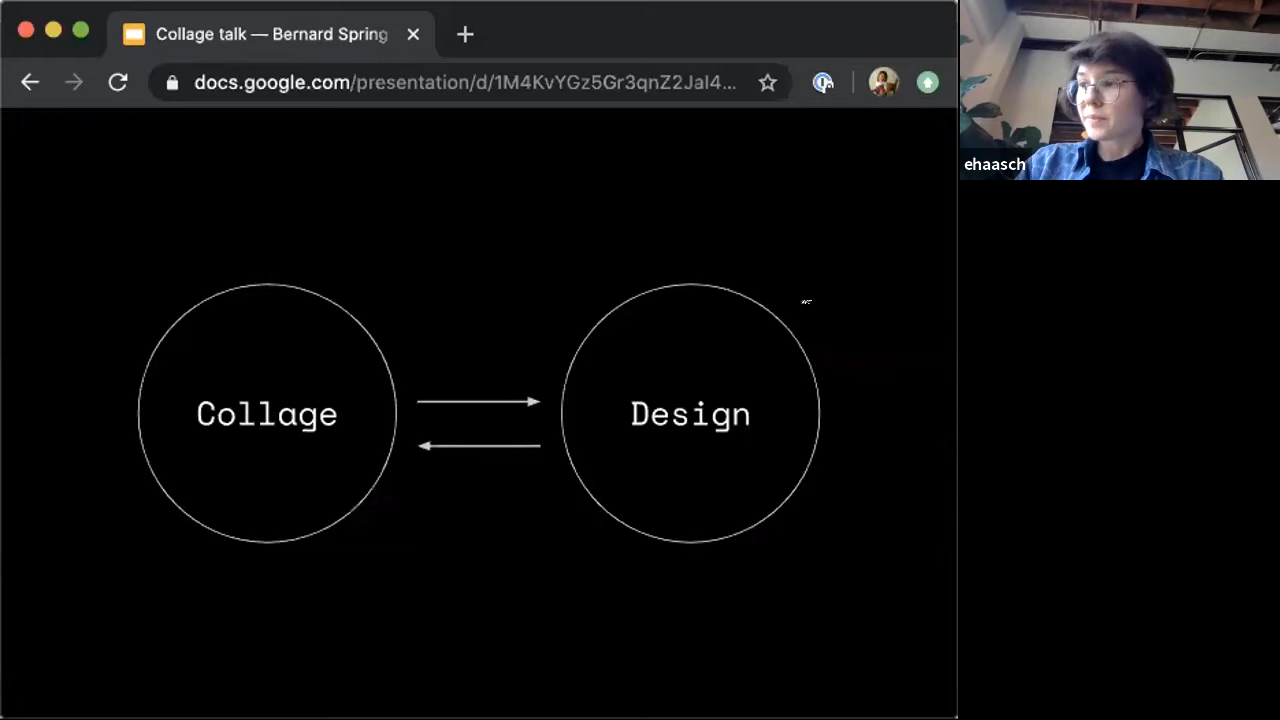 Collage talk — Bernard Spring
docs.google.com/presentation/d/1M4KvYGz5Gr3qnZ2JaI4...
ehaasch
Collage
Design